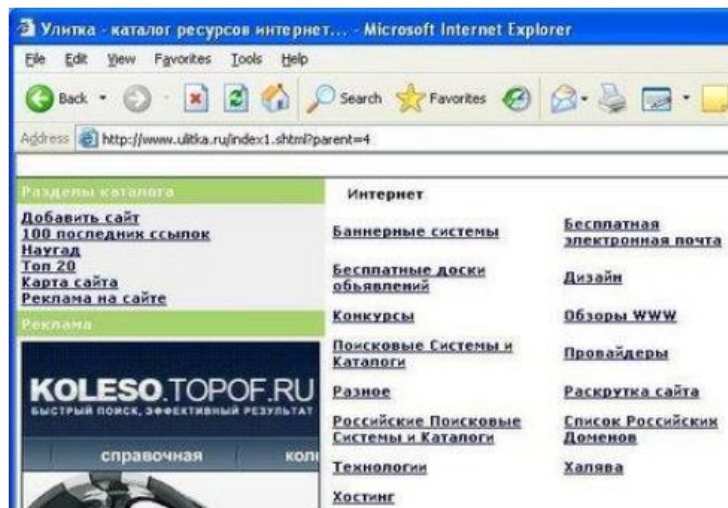 Улитка - каталог ресурсов интернет... - Microsoft Internet Explorer
File Edit View Favorites Tools Help
Back Search Favorites
Address http://www.ulitka.ru/index1.shtml?parent=4
Разделы каталога
Добавить сайт
100 последних ссылок
Наугад
Топ 20
Карта сайта
Реклама на сайте
Реклама
KOLESO.TOPOF.RU
БЫСТРЫЙ ПОИСК, ЭФФЕКТИВНЫЙ РЕЗУЛЬТАТ
справочная
Интернет
Баннерные системы
Бесплатная
электронная почта
Бесплатные доски
объявлений
Дизайн
Конкурсы
Обзоры WWW
Поисковые Системы и
Каталоги
Провайдеры
Разное
Раскрутка сайта
Российские Поисковые
Системы и Каталоги
Список Российских
Доменов
Технологии
Халява
Хостинг